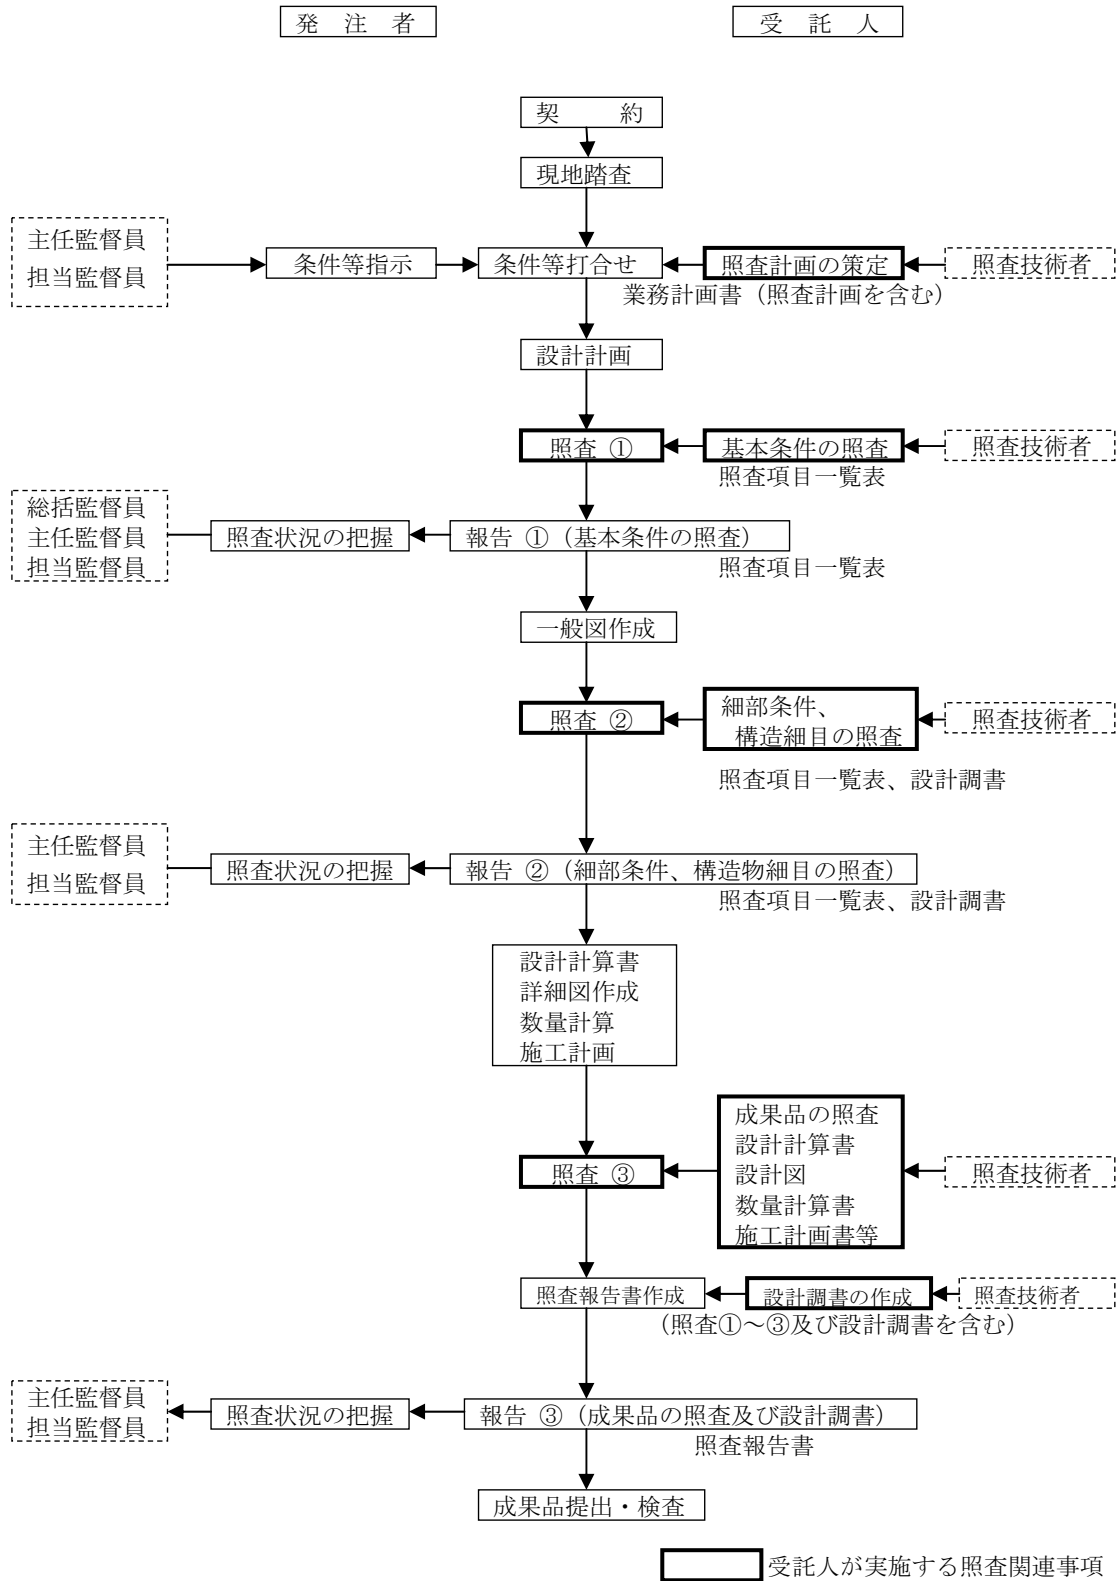 発 注 者
受 託 人
契 約
現地踏査
主任監督員
担当監督員
条件等指示
条件等打合せ
照査計画の策定
照査技術者
業務計画書（照査計画を含む）
設計計画
照査 ①
基本条件の照査
照査技術者
照査項目一覧表
総括監督員
主任監督員
担当監督員
照査状況の把握
報告 ①（基本条件の照査）
照査項目一覧表
一般図作成
照査 ②
細部条件、
構造細目の照査
照査技術者
照査項目一覧表、設計調書
主任監督員
担当監督員
照査状況の把握
報告 ②（細部条件、構造物細目の照査）
照査項目一覧表、設計調書
設計計算書
詳細図作成
数量計算
施工計画
照査 ③
成果品の照査
設計計算書
設計図
数量計算書
施工計画書等
照査技術者
照査報告書作成
設計調書の作成
照査技術者
（照査①～③及び設計調書を含む）
主任監督員
担当監督員
照査状況の把握
報告 ③（成果品の照査及び設計調書）
照査報告書
成果品提出・検査
受託人が実施する照査関連事項